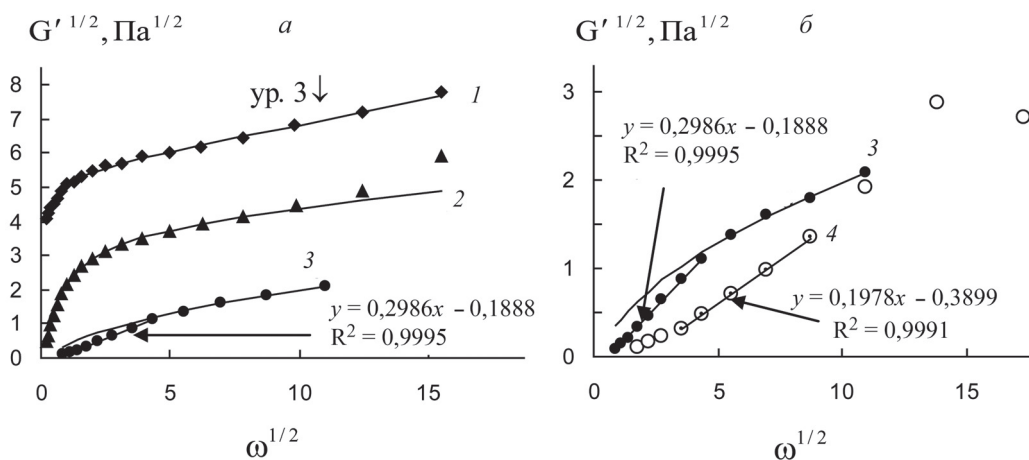 G′ 1/2, Па1/2
а
8
7
6
5
4
3
2
1
0
ур. 3 ↓
1
2
3
y = 0,2986x – 0,1888
R2 = 0,9995
0
5
10
15
ω1/2
G′ 1/2, Па1/2
б
3
2
1
0
y = 0,2986x – 0,1888
R2 = 0,9995
3
4
y = 0,1978x – 0,3899
R2 = 0,9991
0
5
10
15
ω1/2